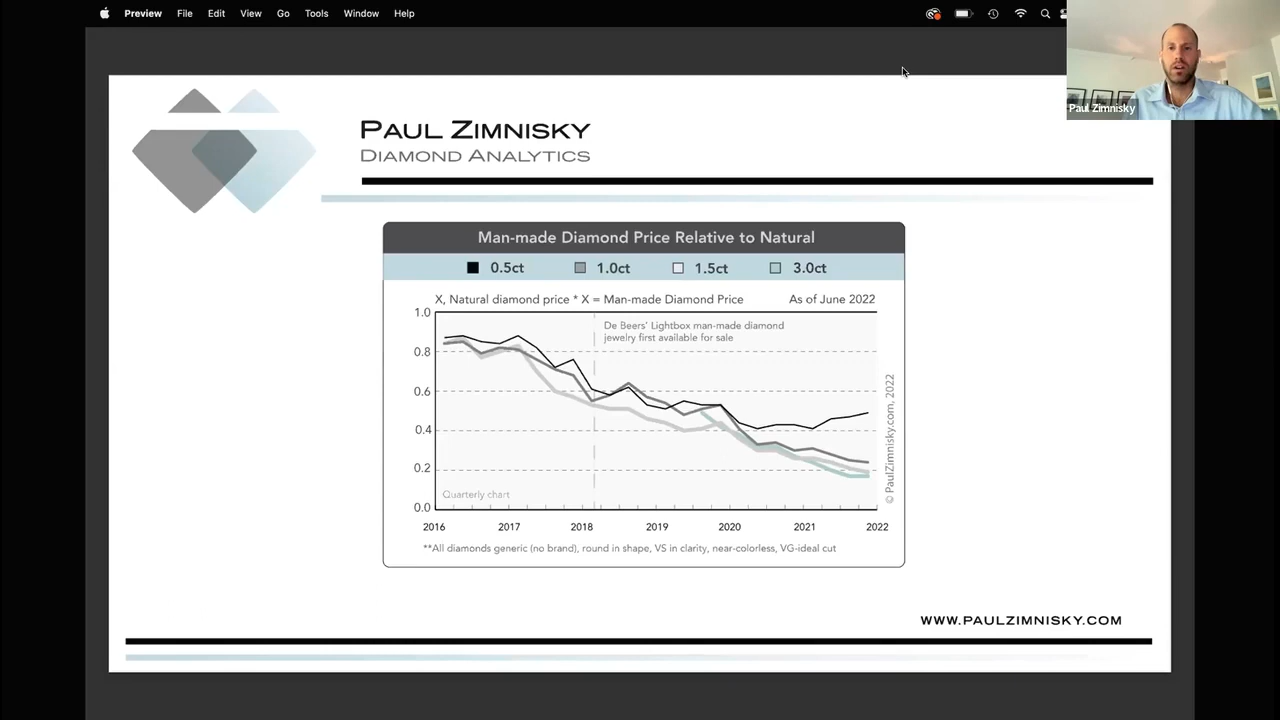 Preview File Edit View Go Tools Window Help
Paul Zimnisky
PAUL ZIMNISKY
DIAMOND ANALYTICS
Man-made Diamond Price Relative to Natural
0.5ct 1.0ct 1.5ct 3.0ct
X, Natural diamond price * X = Man-made Diamond Price As of June 2022
De Beers' Lightbox man-made diamond
jewelry first available for sale
1.0
0.8
0.6
0.4
0.2
0.0
Quarterly chart
© PaulZimnisky.com, 2022
2016 2017 2018 2019 2020 2021 2022
**All diamonds generic (no brand), round in shape, VS in clarity, near-colorless, VG-ideal cut
WWW.PAULZIMNISKY.COM